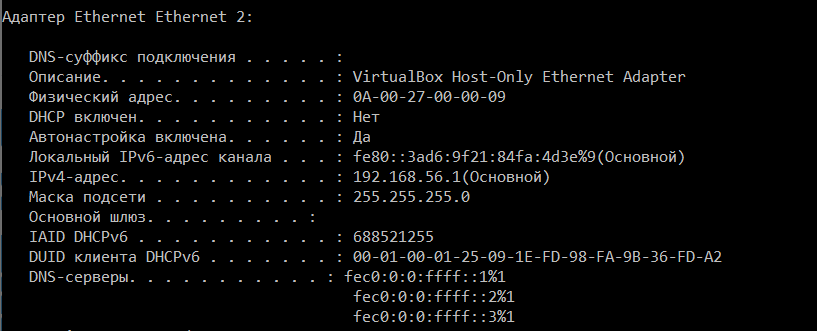 Адаптер Ethernet Ethernet 2:
DNS-суффикс подключения . . . . . :
Описание. . . . . . . . . . . . . : VirtualBox Host-Only Ethernet Adapter
Физический адрес. . . . . . . . . : 0A-00-27-00-00-09
DHCP включен. . . . . . . . . . . : Нет
Автонастройка включена. . . . . . : Да
Локальный IPv6-адрес канала . . . : fe80::3ad6:9f21:84fa:4d3e%9(Основной)
IPv4-адрес. . . . . . . . . . . . : 192.168.56.1(Основной)
Маска подсети . . . . . . . . . . : 255.255.255.0
Основной шлюз. . . . . . . . . :
IAID DHCPv6 . . . . . . . . . . . : 688521255
DUID клиента DHCPv6 . . . . . . . : 00-01-00-01-25-09-1E-FD-98-FA-9B-36-FD-A2
DNS-серверы. . . . . . . . . . . : fec0:0:0:ffff::1%1
fec0:0:0:ffff::2%1
fec0:0:0:ffff::3%1